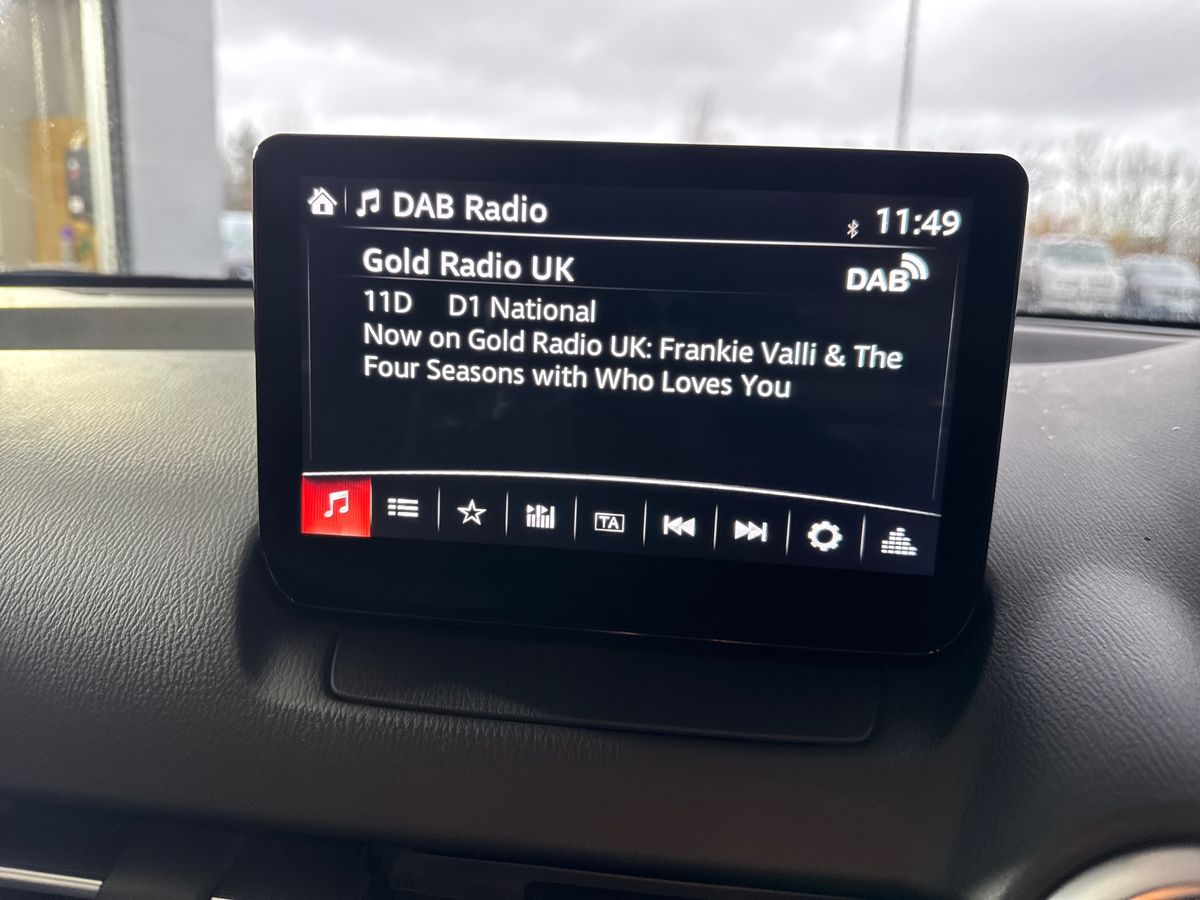 DAB Radio 11:49
Gold Radio UK DAB
11D D1 National
Now on Gold Radio UK: Frankie Valli & The
Four Seasons with Who Loves You
TA